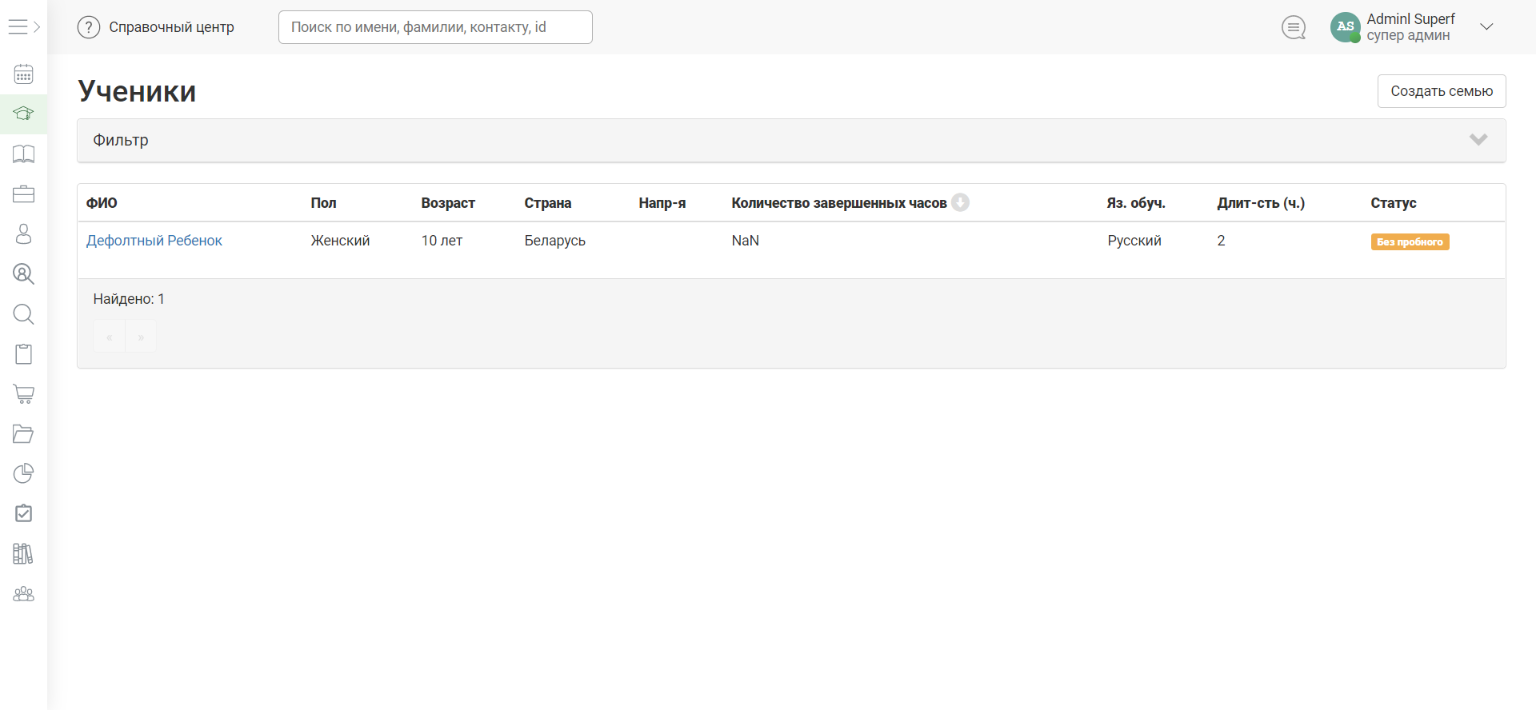 Справочный центр
Поиск по имени, фамилии, контакту, id
AS
Adminl Superf
супер админ
Ученики
Создать семью
Фильтр
ФИО Пол Возраст Страна Напр-я Количество завершенных часов Яз. обуч. Длит-сть (ч.) Статус
Дефолтный Ребенок Женский 10 лет Беларусь NaN Русский 2 Без пробного
Найдено: 1
« »